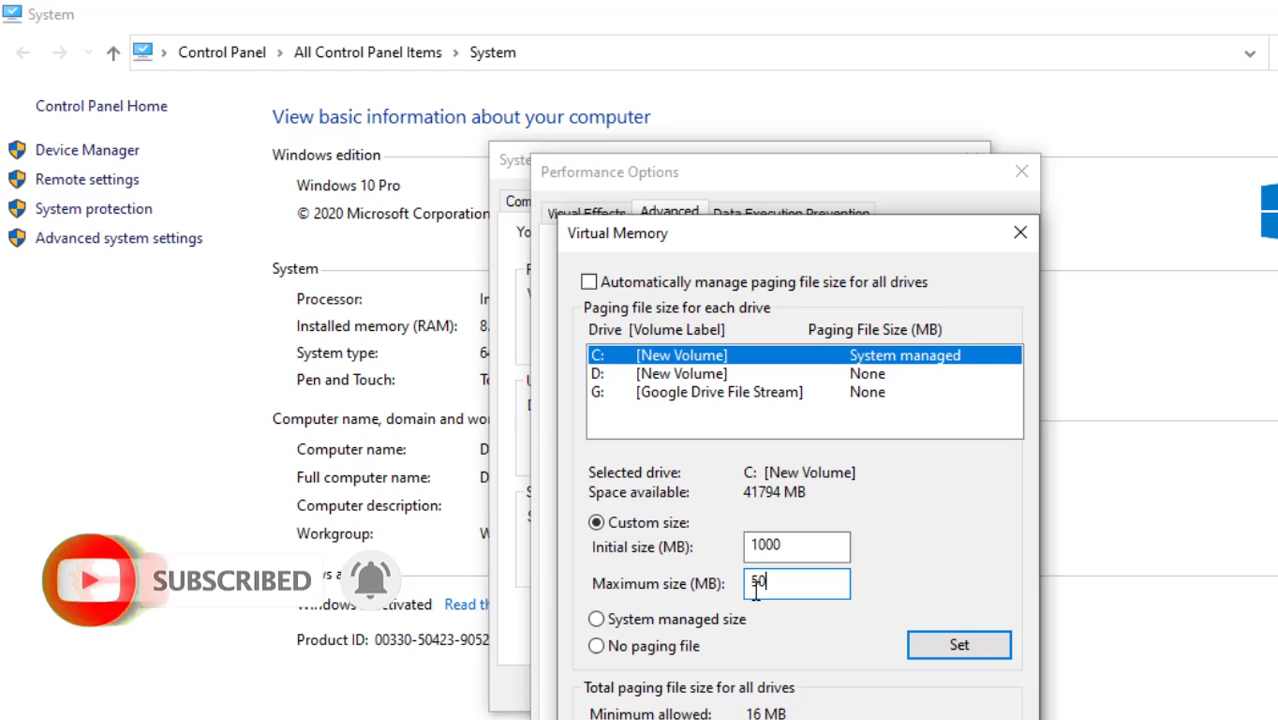 System
Control Panel > All Control Panel Items > System
Control Panel Home
Device Manager
Remote settings
System protection
Advanced system settings
View basic information about your computer
Windows edition
Windows 10 Pro
© 2020 Microsoft Corporation
System
Processor:
Installed memory (RAM): 8.
System type: 64
Pen and Touch:
Computer name, domain and wo
Computer name: D
Full computer name: D
Computer description:
Workgroup: W
Read th
Product ID: 00330-50423-9052
SUBSCRIBED
Syste
Com
Yo
Performance Options
Visual Effects Advanced Data Execution Prevention
Virtual Memory
Automatically manage paging file size for all drives
Paging file size for each drive
Drive [Volume Label] Paging File Size (MB)
C: [New Volume] System managed
D: [New Volume] None
G: [Google Drive File Stream] None
Selected drive: C: [New Volume]
Space available: 41794 MB
Custom size:
Initial size (MB): 1000
Maximum size (MB): 50
System managed size
No paging file
Set
Total paging file size for all drives
Minimum allowed: 16 MB